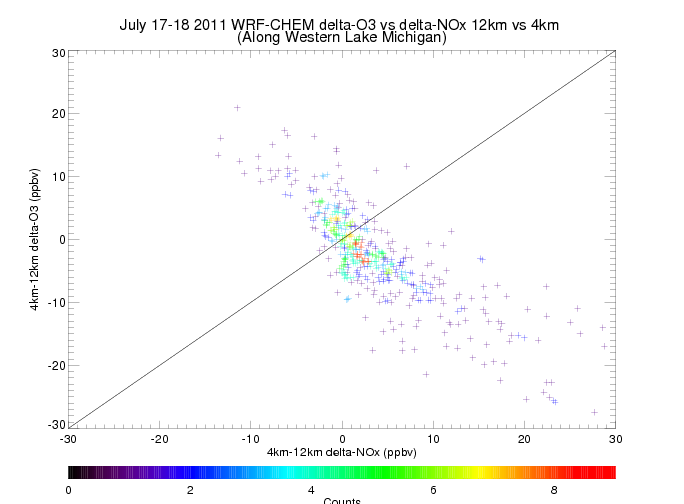 July 17-18 2011 WRF-CHEM delta-O3 vs delta-NOx 12km vs 4km
(Along Western Lake Michigan)
30
20
10
0
-10
-20
-30
4km-12km delta-O3 (ppbv)
-30 -20 -10 0 10 20 30
4km-12km delta-NOx (ppbv)
0 2 4 6 8
Counts